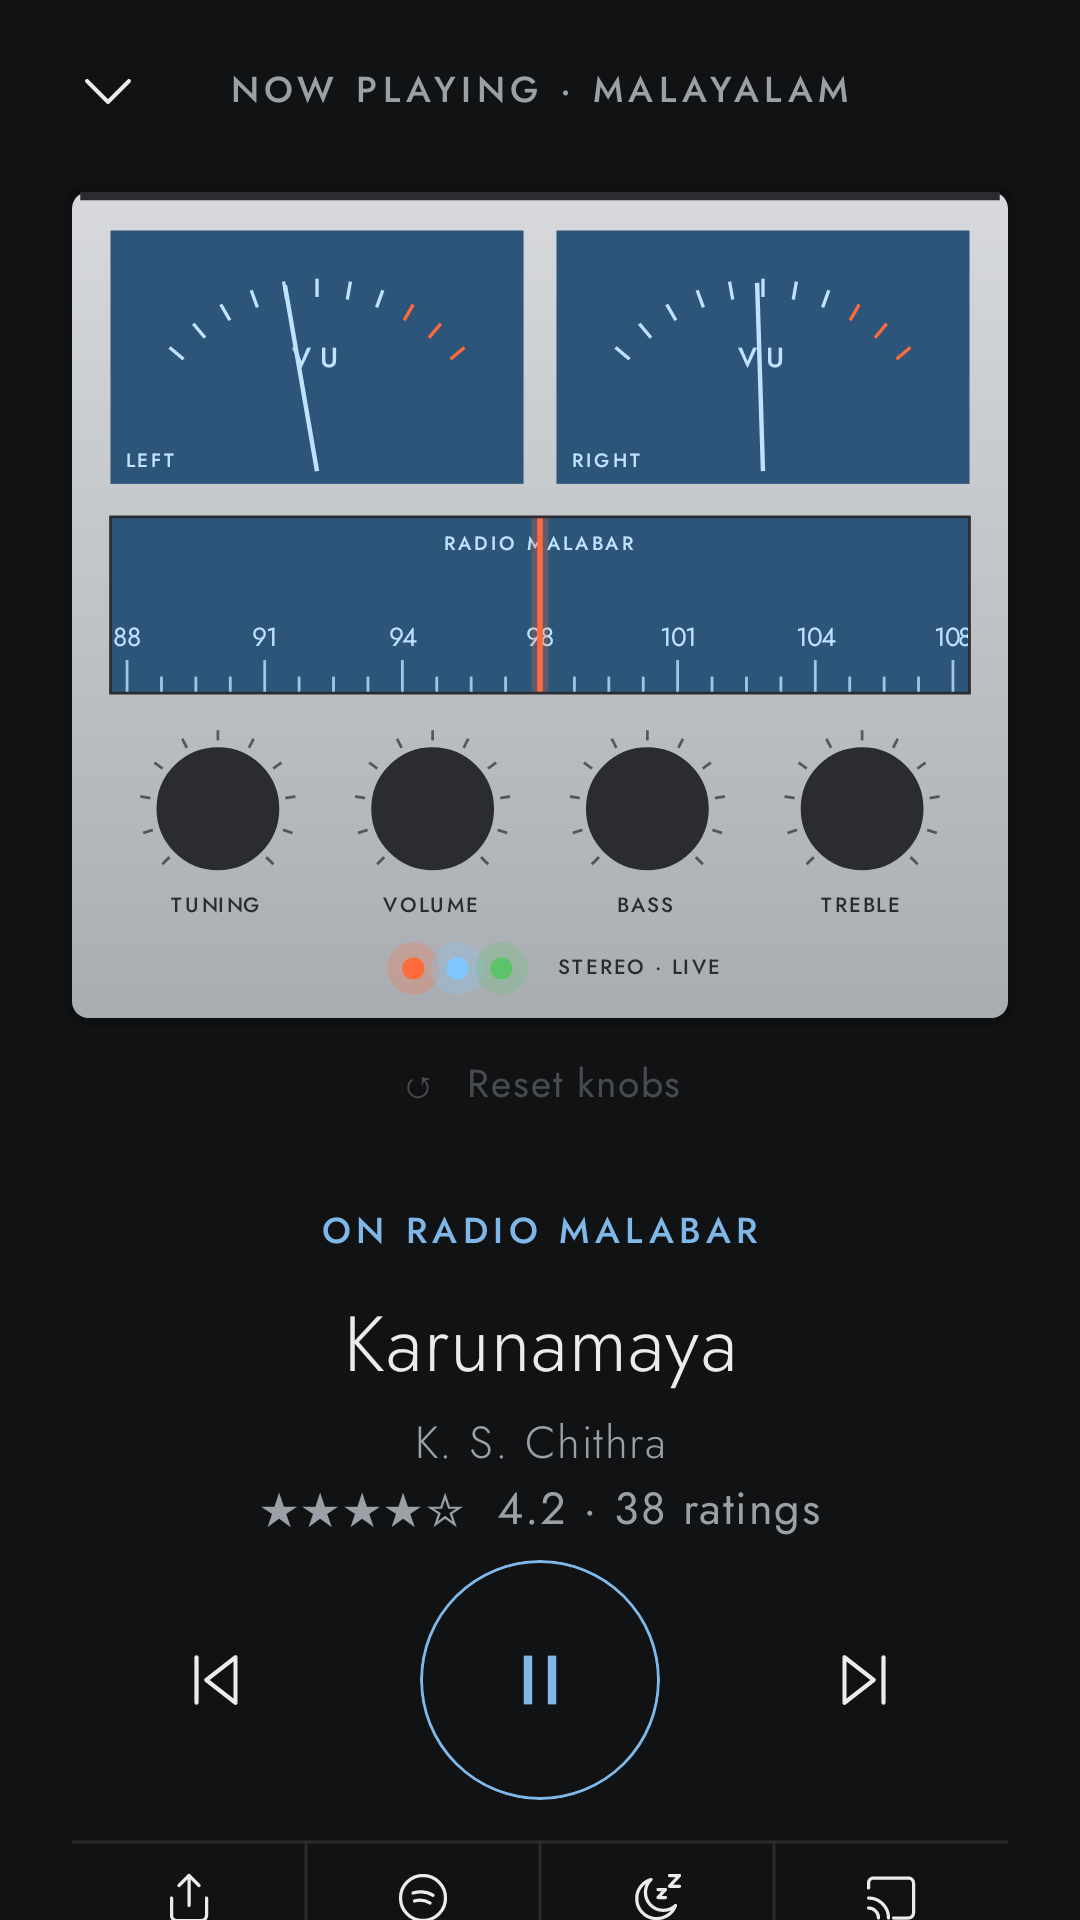 NOW PLAYING · MALAYALAM
VU
VU
LEFT
RIGHT
RADIO MALABAR
88 91 94 98 101 104 108
TUNING VOLUME BASS TREBLE
STEREO · LIVE
Reset knobs
ON RADIO MALABAR
Karunamaya
K. S. Chithra
★★★★☆ 4.2 · 38 ratings